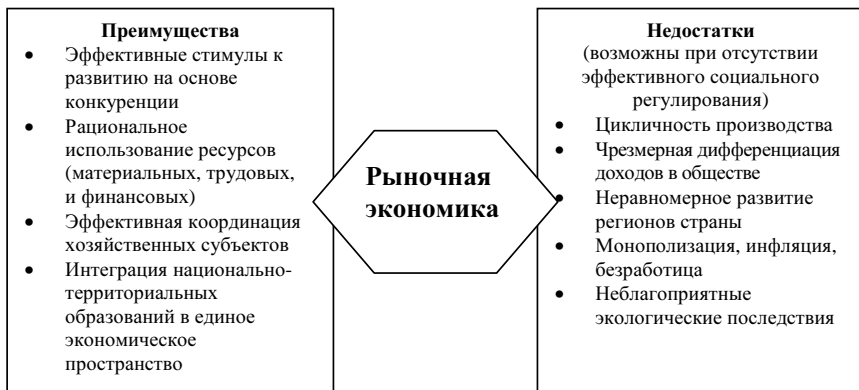 Преимущества
• Эффективные стимулы к
развитию на основе
конкуренции
• Рациональное
использование ресурсов
(материальных, трудовых,
и финансовых)
• Эффективная координация
хозяйственных субъектов
• Интеграция национально-
территориальных
образований в единое
экономическое
пространство
Рыночная
экономика
Недостатки
(возможны при отсутствии
эффективного социального
регулирования)
• Цикличность производства
• Чрезмерная дифференциация
доходов в обществе
• Неравномерное развитие
регионов страны
• Монополизация, инфляция,
безработица
• Неблагоприятные
экологические последствия